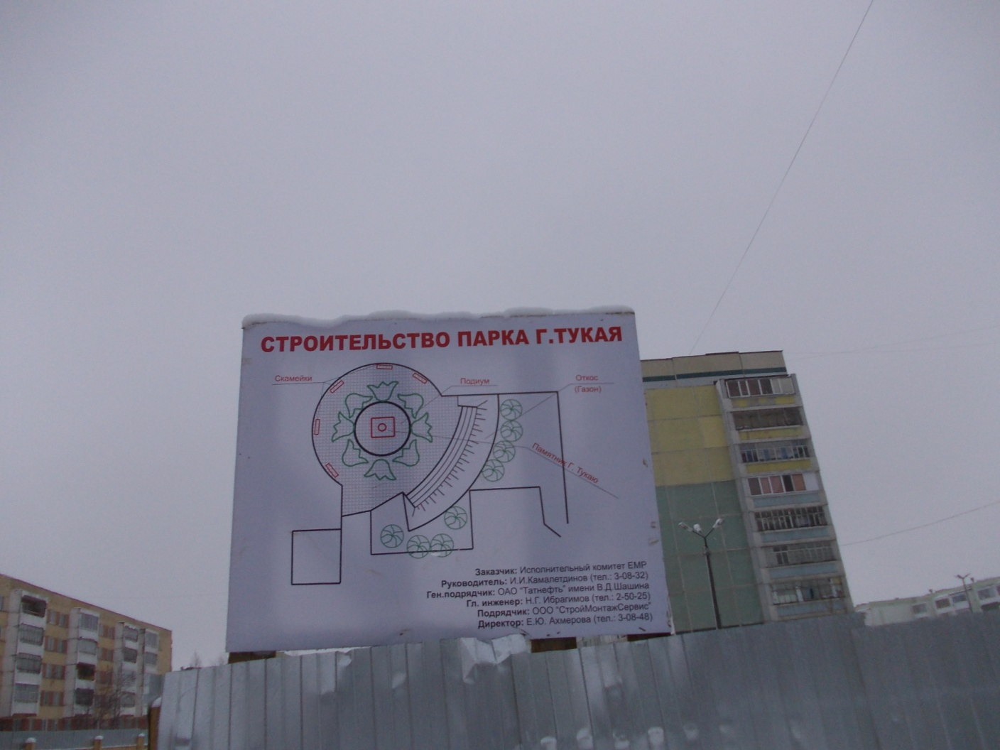 СТРОИТЕЛЬСТВО ПАРКА Г.ТУКАЯ
Скамейки
Подиум
Откос
(Газон)
Памятник Г. Тукаю
Заказчик: Исполнительный комитет ЕМР
Руководитель: И.И.Камалетдинов (тел.: 3-08-32)
Ген.подрядчик: ОАО "Татнефть" имени В.Д.Шашина
Гл. инженер: Н.Г. Ибрагимов (тел.: 2-50-25)
Подрядчик: ООО "СтройМонтажСервис"
Директор: Е.Ю. Ахмерова (тел.: 3-08-48)